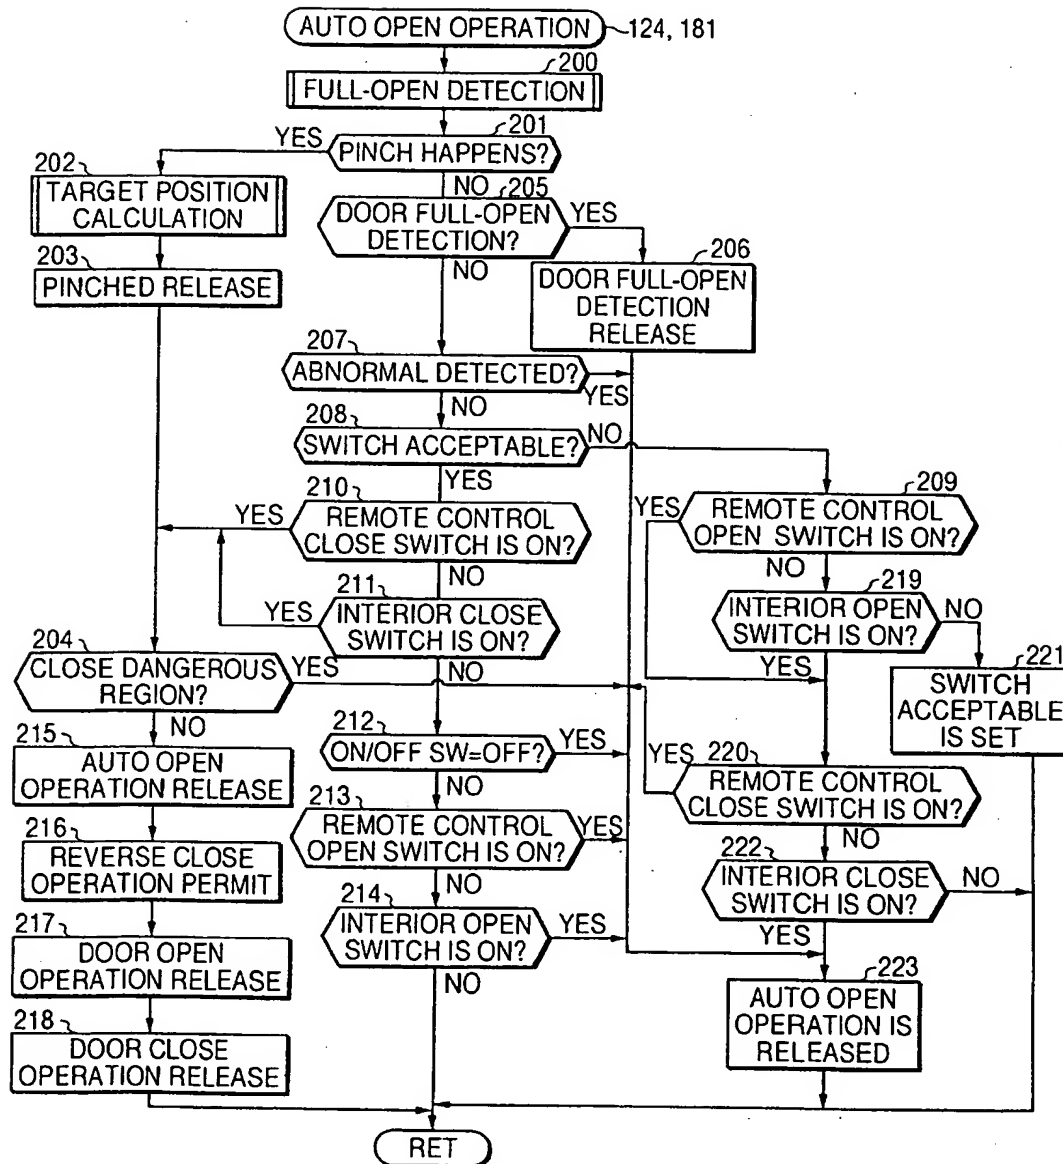 AUTO OPEN OPERATION
124, 181
200
FULL-OPEN DETECTION
201
YES
PINCH HAPPENS?
NO
202
TARGET POSITION
CALCULATION
203
PINCHED RELEASE
205
DOOR FULL-OPEN
DETECTION?
YES
NO
206
DOOR FULL-OPEN
DETECTION
RELEASE
207
ABNORMAL DETECTED?
YES
NO
208
SWITCH ACCEPTABLE?
NO
YES
210
YES
REMOTE CONTROL
CLOSE SWITCH IS ON?
NO
209
YES
REMOTE CONTROL
OPEN SWITCH IS ON?
NO
211
YES
INTERIOR CLOSE
SWITCH IS ON?
NO
219
INTERIOR OPEN
SWITCH IS ON?
NO
YES
221
SWITCH
ACCEPTABLE
IS SET
204
CLOSE DANGEROUS
REGION?
YES
NO
212
ON/OFF SW=OFF?
YES
NO
220
YES
REMOTE CONTROL
CLOSE SWITCH IS ON?
NO
215
AUTO OPEN
OPERATION RELEASE
213
REMOTE CONTROL
OPEN SWITCH IS ON?
YES
NO
216
REVERSE CLOSE
OPERATION PERMIT
222
INTERIOR CLOSE
SWITCH IS ON?
NO
YES
214
INTERIOR OPEN
SWITCH IS ON?
YES
NO
217
DOOR OPEN
OPERATION RELEASE
223
AUTO OPEN
OPERATION IS
RELEASED
218
DOOR CLOSE
OPERATION RELEASE
RET